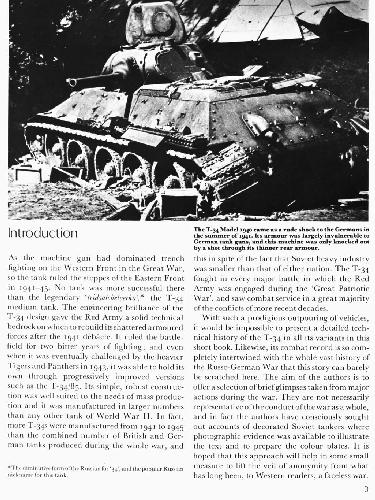 Introduction
As the machine gun had dominated trench
fighting on the Western Front in the Great War,
so the tank ruled the steppes of the Eastern Front
in 1941–45. No tank was more successful there
than the legendary 'tridsatchetverka',* the T-34
medium tank. The engineering brilliance of the
T-34 design gave the Red Army a solid technical
bedrock on which to rebuild its shattered armoured
forces after the 1941 debacle. It ruled the battle-
field for two bitter years of fighting, and even
when it was eventually challenged by the heavier
Tigers and Panthers in 1943, it was able to hold its
own through progressively improved versions
such as the T-34/85. Its simple, robust construc-
tion was well suited to the needs of mass produc-
tion and it was manufactured in larger numbers
than any other tank of World War II. In fact,
more T-34s were manufactured from 1941 to 1945
than the combined number of British and Ger-
man tanks produced during the whole war, and
*The diminutive form of the Russian for '34', and the popular Russian
nickname for this tank.
The T-34 Model 1940 came as a rude shock to the Germans in
the summer of 1941. Its armour was largely invulnerable to
German tank guns, and this machine was only knocked out
by a shot through its thinner rear armour.
this in spite of the fact that Soviet heavy industry
was smaller than that of either nation. The T-34
fought in every major battle in which the Red
Army was engaged during the 'Great Patriotic
War', and saw combat service in a great majority
of the conflicts of more recent decades.
With such a prodigious outpouring of vehicles,
it would be impossible to present a detailed tech-
nical history of the T-34 in all its variants in this
short book. Likewise, its combat record is so com-
pletely intertwined with the whole vast history of
the Russo-German War that this story can barely
be scratched here. The aim of the authors is to
offer a selection of brief glimpses taken from major
actions during the war. They are not necessarily
representative of the conduct of the war as a whole,
and in fact the authors have consciously sought
out accounts of decorated Soviet tankers where
photographic evidence was available to illustrate
the text and to prepare the colour plates. It is
hoped that this approach will help in some small
measure to lift the veil of anonymity from what
has long been, to Western readers, a faceless war.
3